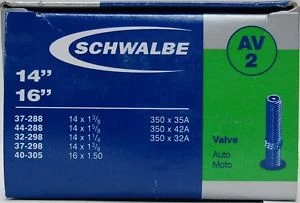 SCHWALBE
AV
2
14”
16”
37-288 14 x 1 3/8 350 x 35A
44-288 14 x 1 5/8 350 x 42A
32-298 14 x 1 1/4 350 x 32A
37-298 14 x 1 3/8
40-305 16 x 1.50
Valve
Auto
Moto